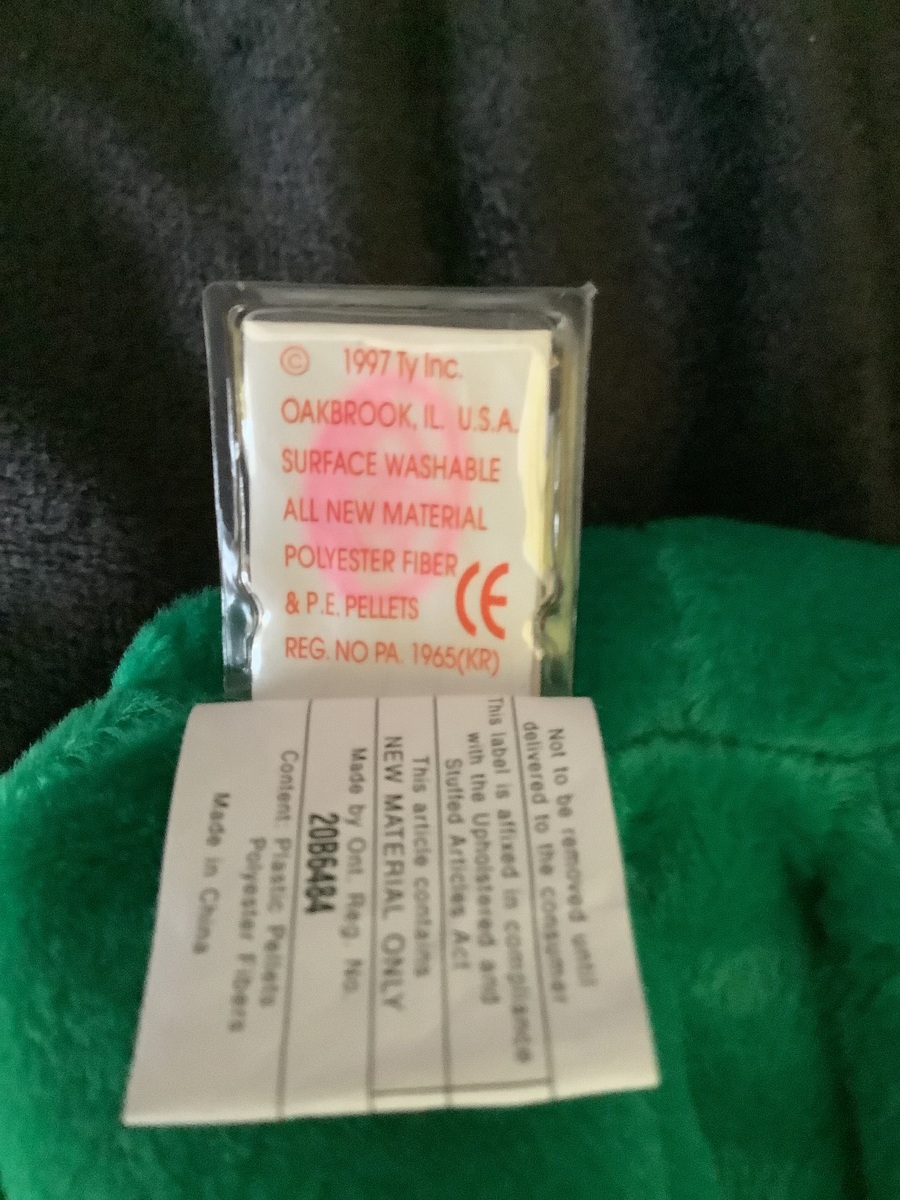 © 1997 Ty Inc.
OAKBROOK, IL. U.S.A.
SURFACE WASHABLE
ALL NEW MATERIAL
POLYESTER FIBER
& P.E. PELLETS CE
REG. NO PA. 1965(KR)
Not to be removed until
delivered to the consumer
This label is affixed in compliance
with the Upholstered and
Stuffed Articles Act
This article contains
NEW MATERIAL ONLY
Made by Ont. Reg. No.
20B6484
Content: Plastic Pellets
Polyester Fibers
Made in China